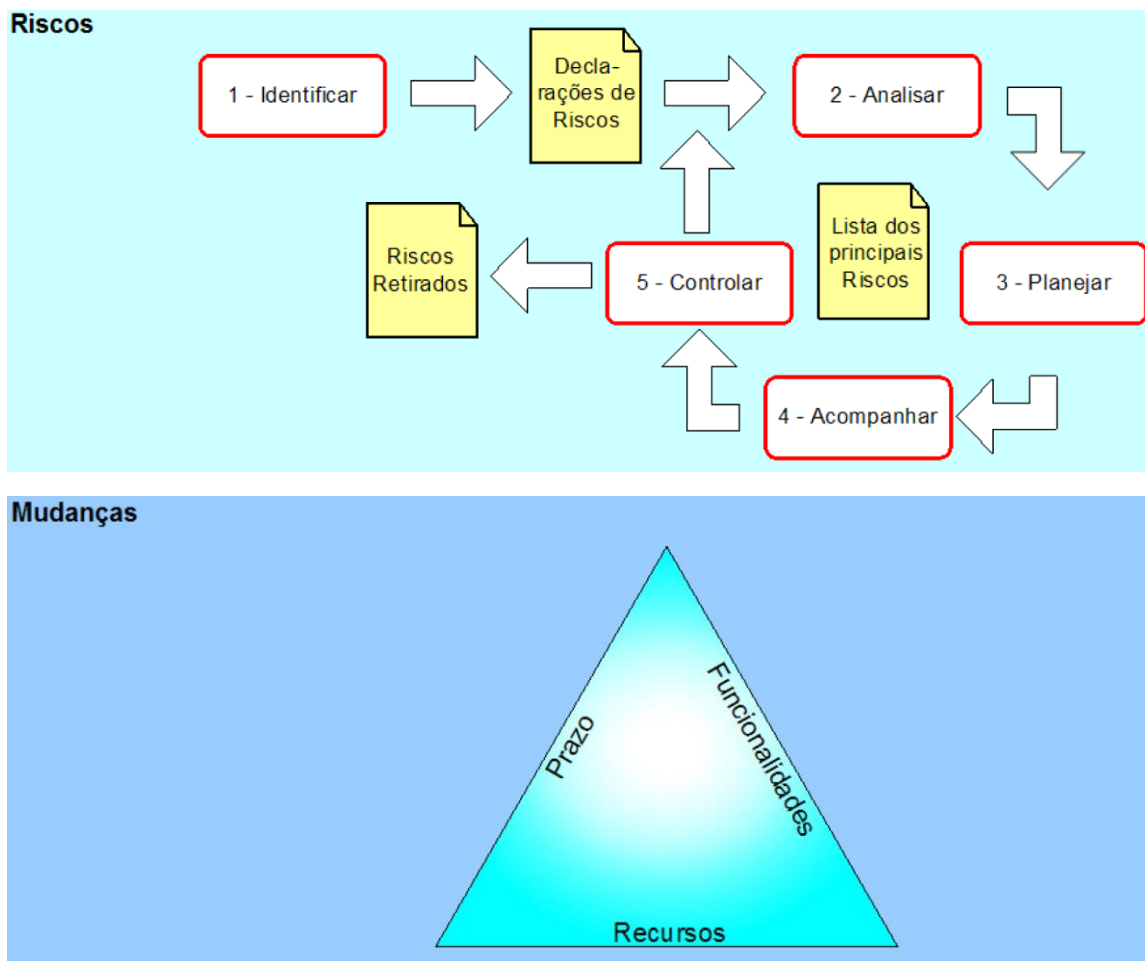 Riscos
1 - Identificar
Decla-
rações de
Riscos
2 - Analisar
Riscos
Retirados
5 - Controlar
Lista dos
principais
Riscos
3 - Planejar
4 - Acompanhar
Mudanças
Prazo
Funcionalidades
Recursos